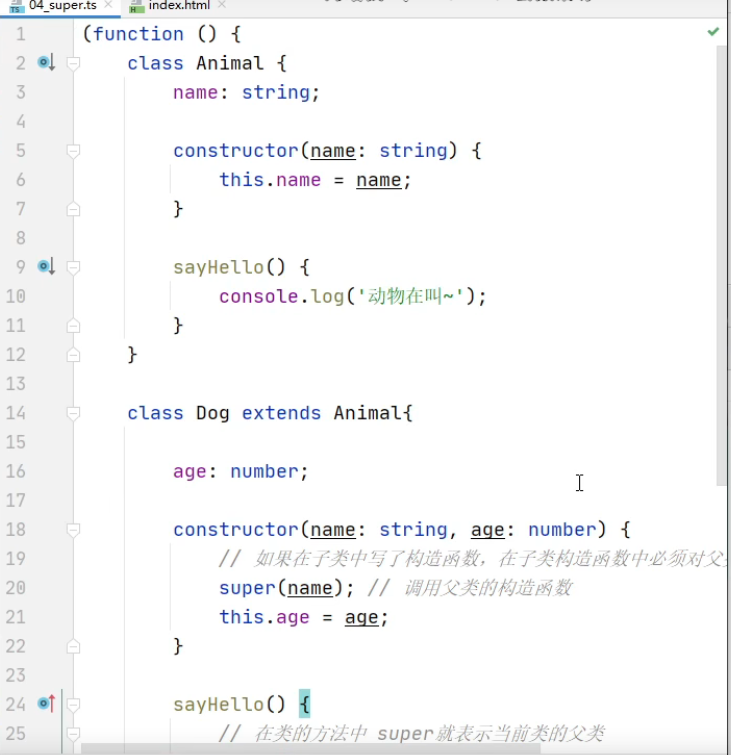 04_super.ts × index.html ×
1 (function () {
2 class Animal {
3 name: string;
4
5 constructor(name: string) {
6 this.name = name;
7 }
8
9 sayHello() {
10 console.log('动物在叫~');
11 }
12 }
13
14 class Dog extends Animal{
15
16 age: number;
17
18 constructor(name: string, age: number) {
19 // 如果在子类中写了构造函数，在子类构造函数中必须对父
20 super(name); // 调用父类的构造函数
21 this.age = age;
22 }
23
24 sayHello() {
25 // 在类的方法中 super就表示当前类的父类